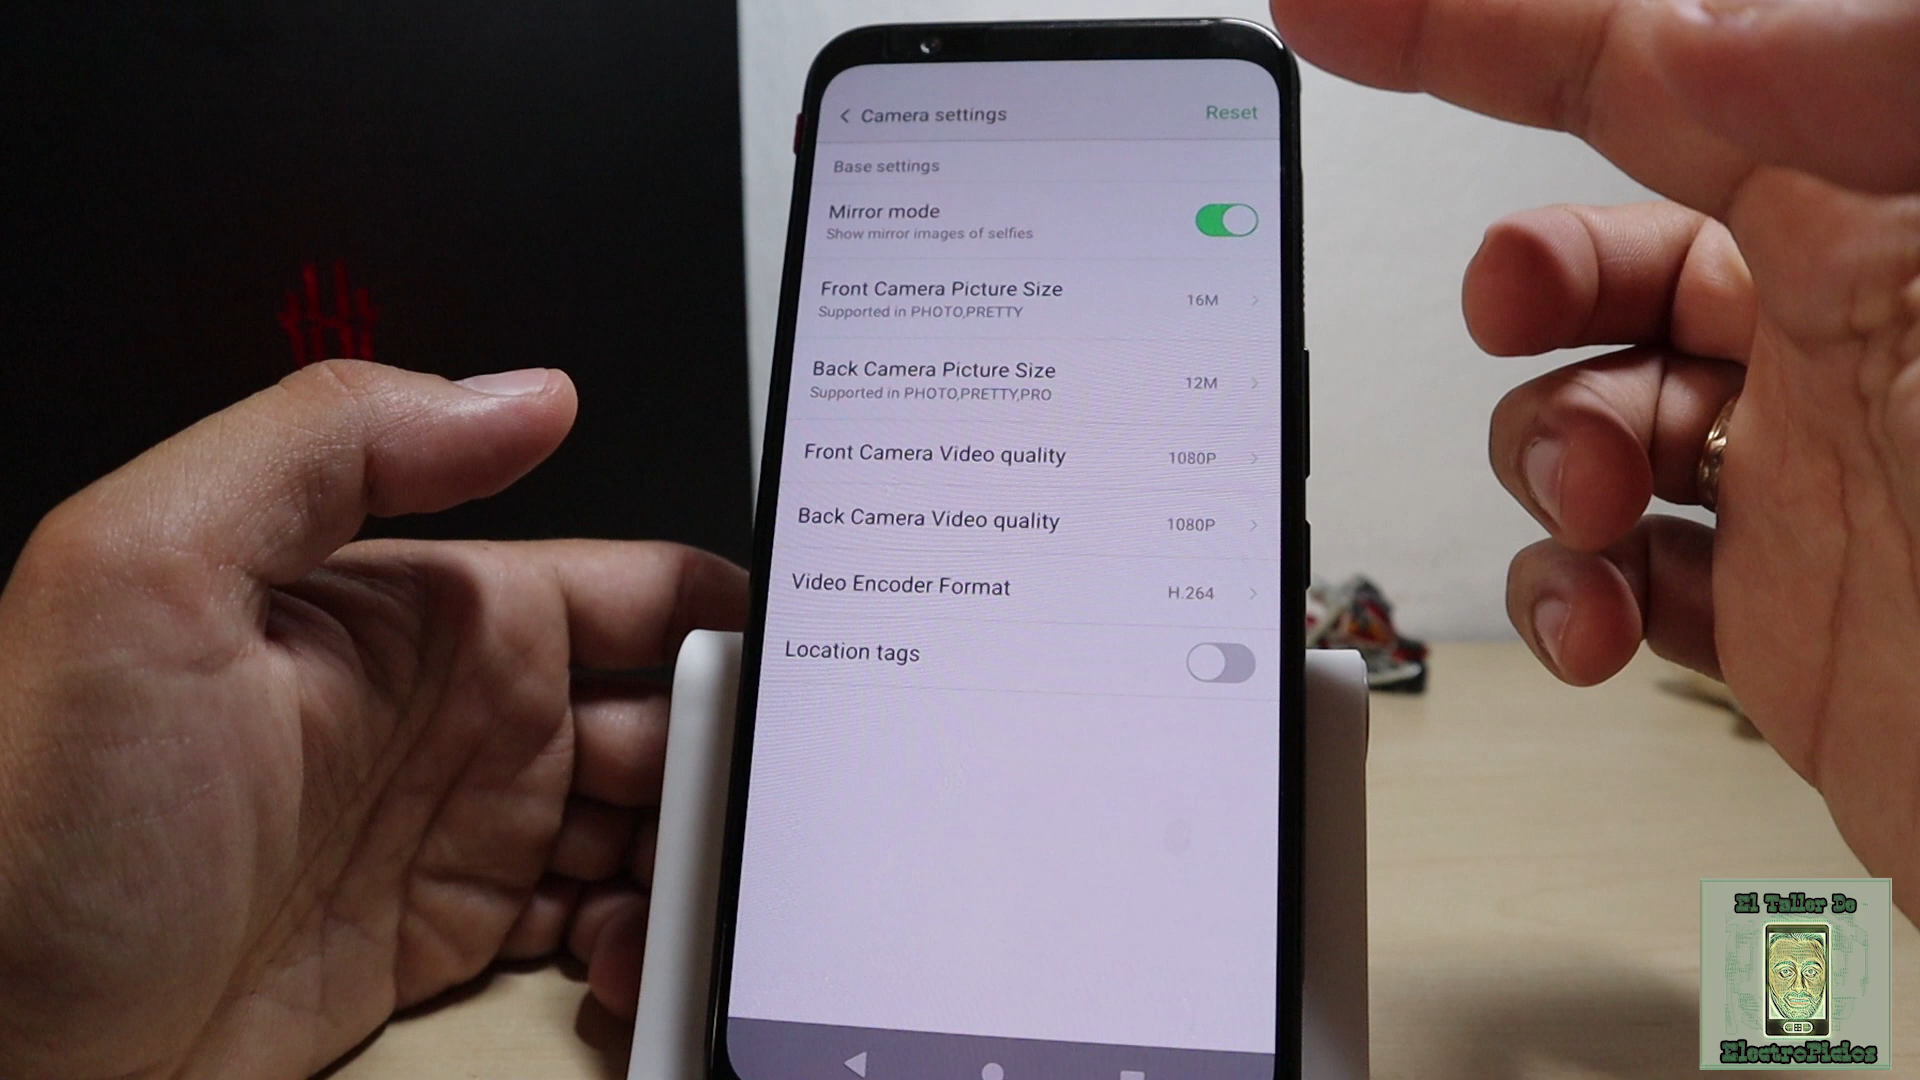 Camera settings
Reset
Base settings
Mirror mode
Show mirror images of selfies
Front Camera Picture Size
16M
Supported in PHOTO,PRETTY
Back Camera Picture Size
12M
Supported in PHOTO,PRETTY,PRO
Front Camera Video quality
1080P
Back Camera Video quality
1080P
Video Encoder Format
H.264
Location tags
El Taller De
ElectroPialos